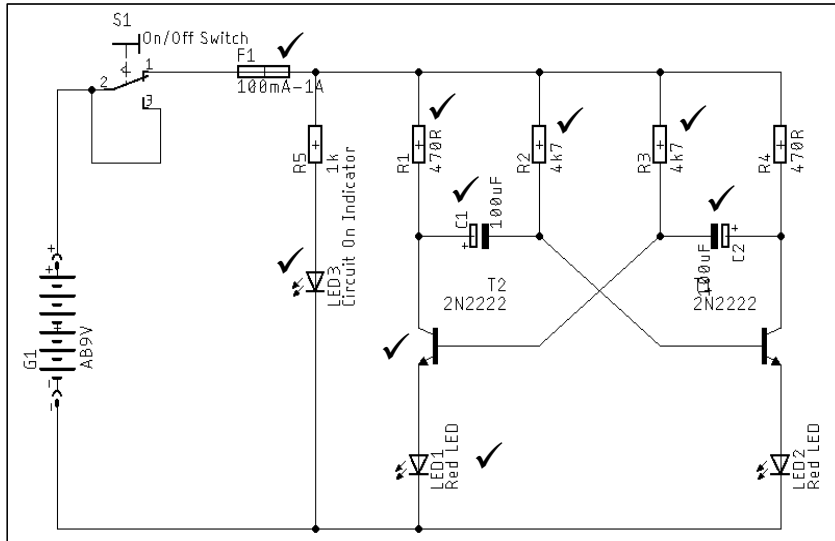 S1
On/Off Switch
4
1
2
3
F1
100mA-1A
R5
1k
R1
470R
R2
4k7
R3
4k7
R4
470R
C1
100uF
+
100uF
C2
+
LED3
Circuit On Indicator
T2
2N2222
2N2222
+
+
+
G1
AB9V
-
-
LED1
Red LED
LED2
Red LED